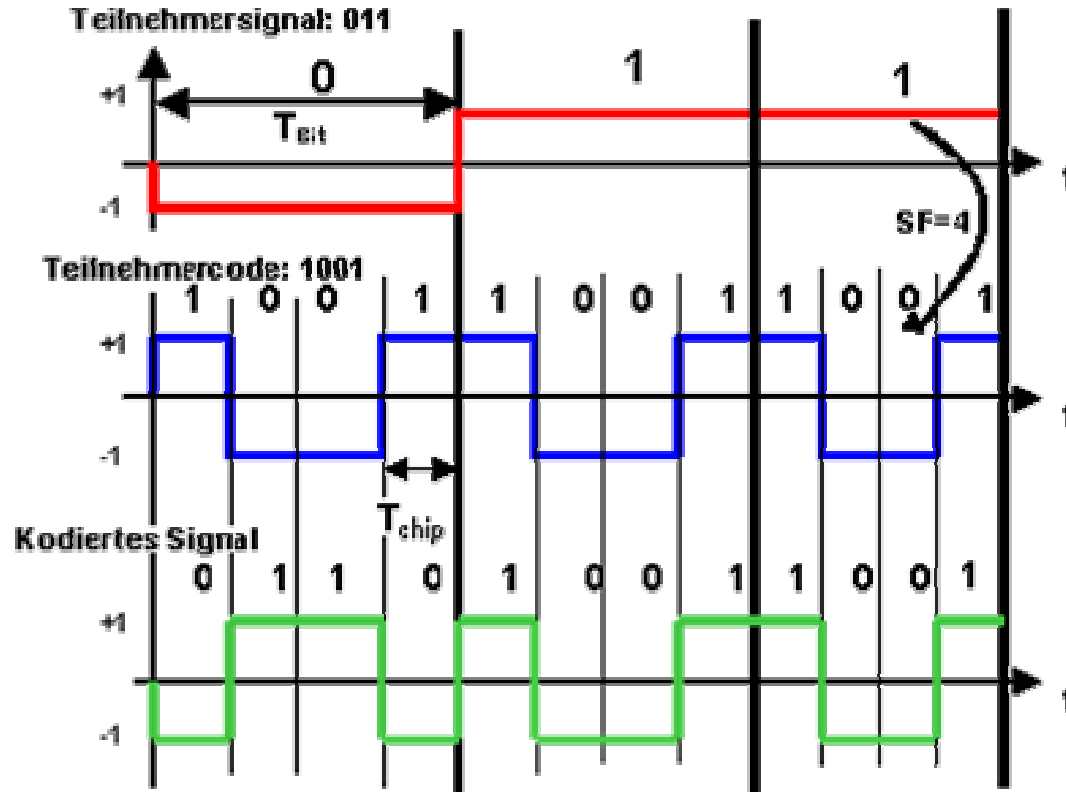 Teilnehmersignal: 011
0 1 1
+1
T Bit
-1
SF=4
Teilnehmercode: 1001
1 0 0 1 1 0 0 1 1 0 0 1
+1
-1
T chip
Kodiertes Signal
0 1 1 0 1 0 0 1 1 0 0 1
+1
-1